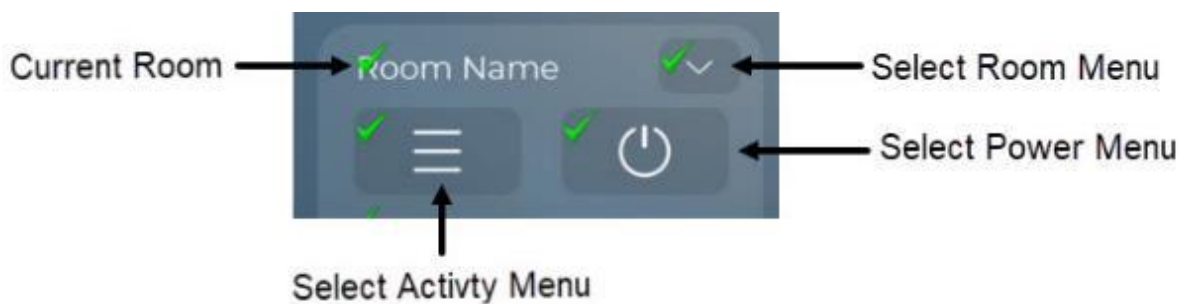 Current Room
Room Name
Select Room Menu
Select Power Menu
Select Activty Menu